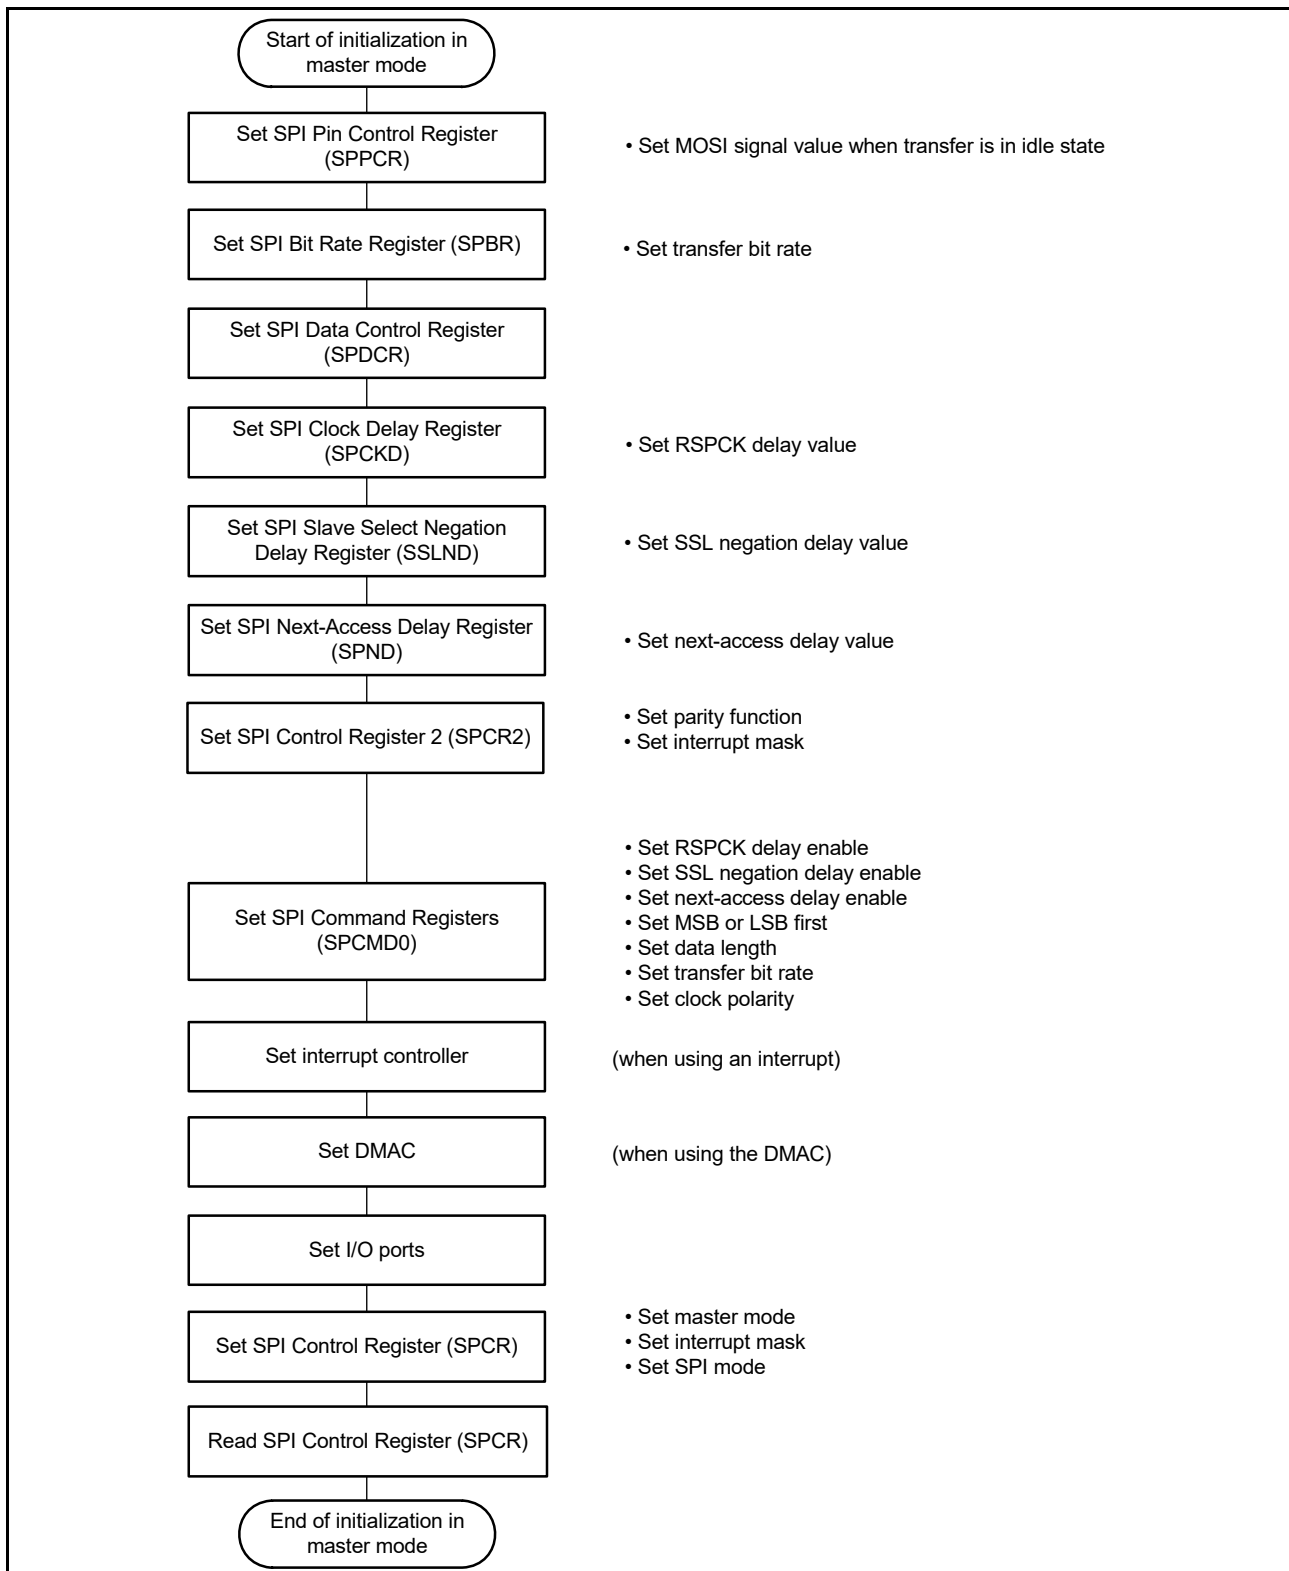 Start of initialization in
master mode
Set SPI Pin Control Register
(SPPCR)
• Set MOSI signal value when transfer is in idle state
Set SPI Bit Rate Register (SPBR)
• Set transfer bit rate
Set SPI Data Control Register
(SPDCR)
Set SPI Clock Delay Register
(SPCKD)
• Set RSPCK delay value
Set SPI Slave Select Negation
Delay Register (SSLND)
• Set SSL negation delay value
Set SPI Next-Access Delay Register
(SPND)
• Set next-access delay value
Set SPI Control Register 2 (SPCR2)
• Set parity function
• Set interrupt mask
Set SPI Command Registers
(SPCMD0)
• Set RSPCK delay enable
• Set SSL negation delay enable
• Set next-access delay enable
• Set MSB or LSB first
• Set data length
• Set transfer bit rate
• Set clock polarity
Set interrupt controller
(when using an interrupt)
Set DMAC
(when using the DMAC)
Set I/O ports
Set SPI Control Register (SPCR)
• Set master mode
• Set interrupt mask
• Set SPI mode
Read SPI Control Register (SPCR)
End of initialization in
master mode